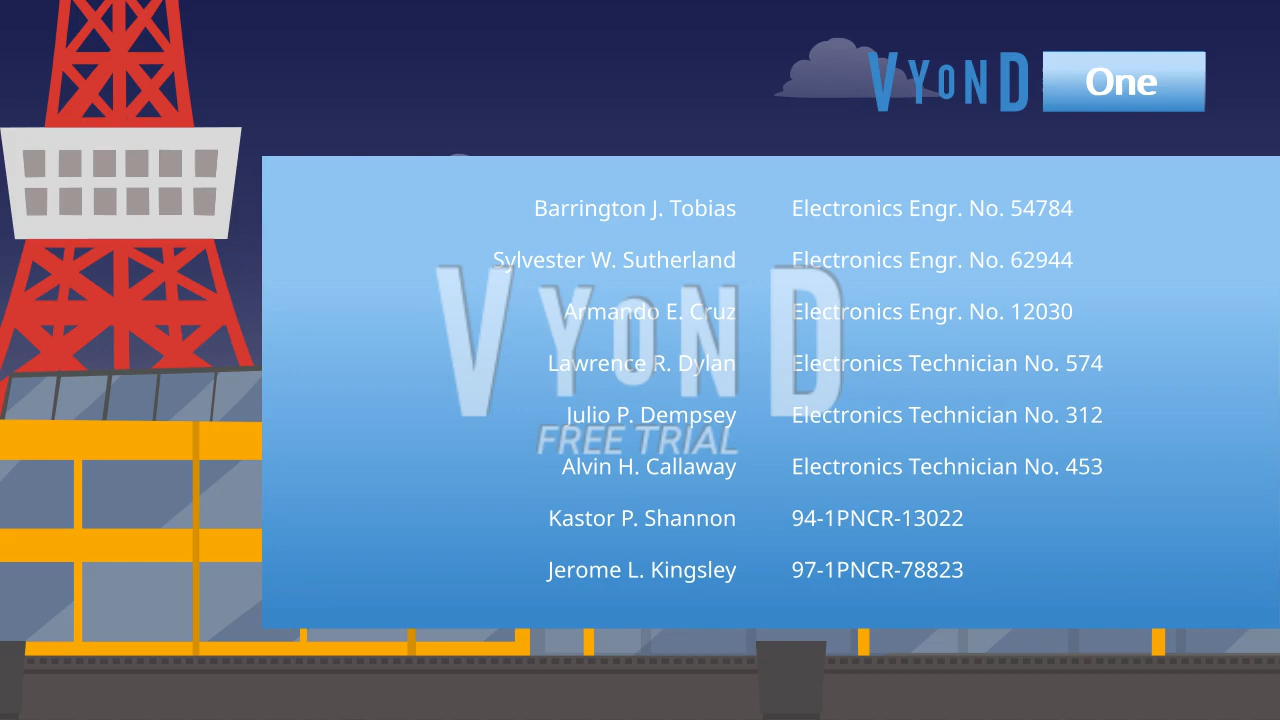 VYOND One
Barrington J. Tobias Electronics Engr. No. 54784
Sylvester W. Sutherland Electronics Engr. No. 62944
Armando E. Cruz Electronics Engr. No. 12030
Lawrence R. Dylan Electronics Technician No. 574
Julio P. Dempsey Electronics Technician No. 312
Alvin H. Callaway Electronics Technician No. 453
Kastor P. Shannon 94-1PNCR-13022
Jerome L. Kingsley 97-1PNCR-78823
VYOND
FREE TRIAL